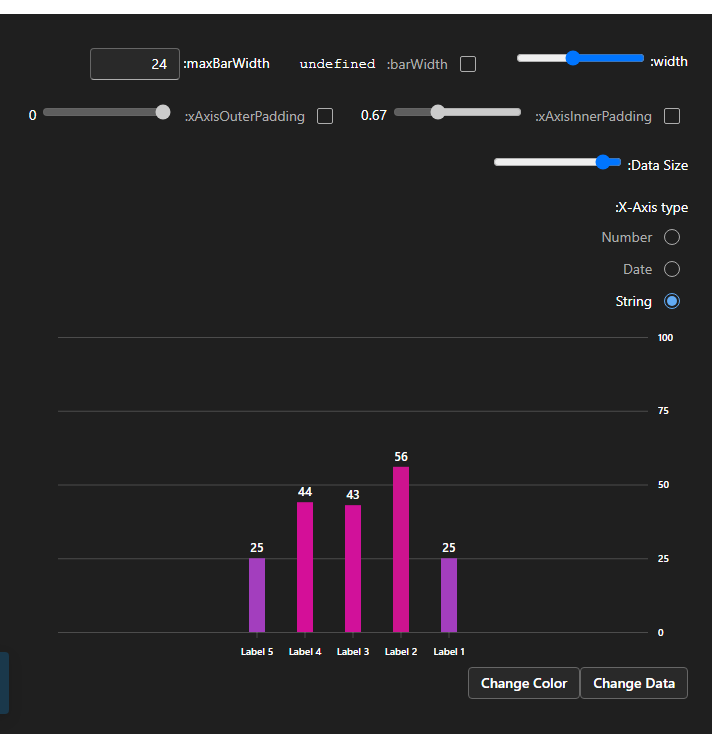 width:
barWidth: undefined
maxBarWidth: 24
xAxisInnerPadding: 0.67
xAxisOuterPadding: 0
Data Size:
X-Axis type:
Number
Date
String
100
75
50
25
0
25
56
43
44
25
Label 1
Label 2
Label 3
Label 4
Label 5
Change Data
Change Color